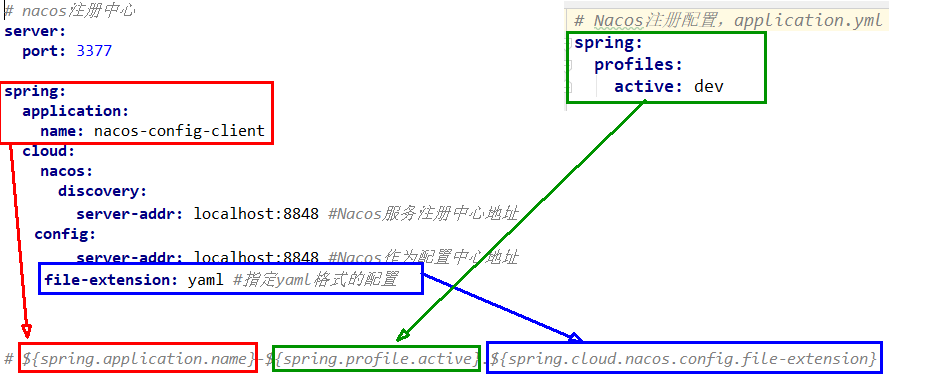 # nacos注册中心
server:
  port: 3377
spring:
  application:
    name: nacos-config-client
  cloud:
    nacos:
      discovery:
        server-addr: localhost:8848 #Nacos服务注册中心地址
   config:
        server-addr: localhost:8848 #Nacos作为配置中心地址
    file-extension: yaml #指定yaml格式的配置
# Nacos注册配置，application.yml
spring:
  profiles:
    active: dev
# ${spring.application.name}-${spring.profile.active}.${spring.cloud.nacos.config.file-extension}